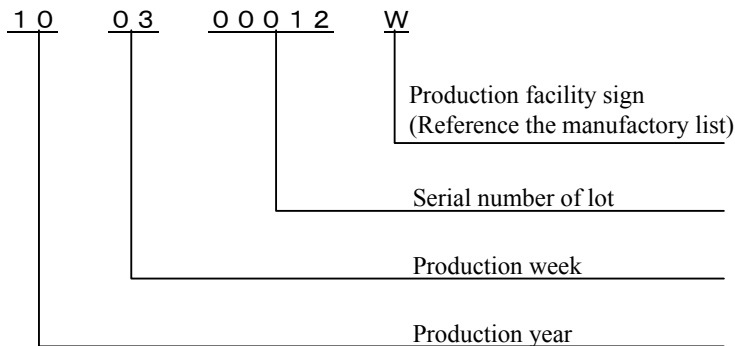 １０ ０３ ０００１２ Ｗ
Production facility sign
(Reference the manufactory list)
Serial number of lot
Production week
Production year